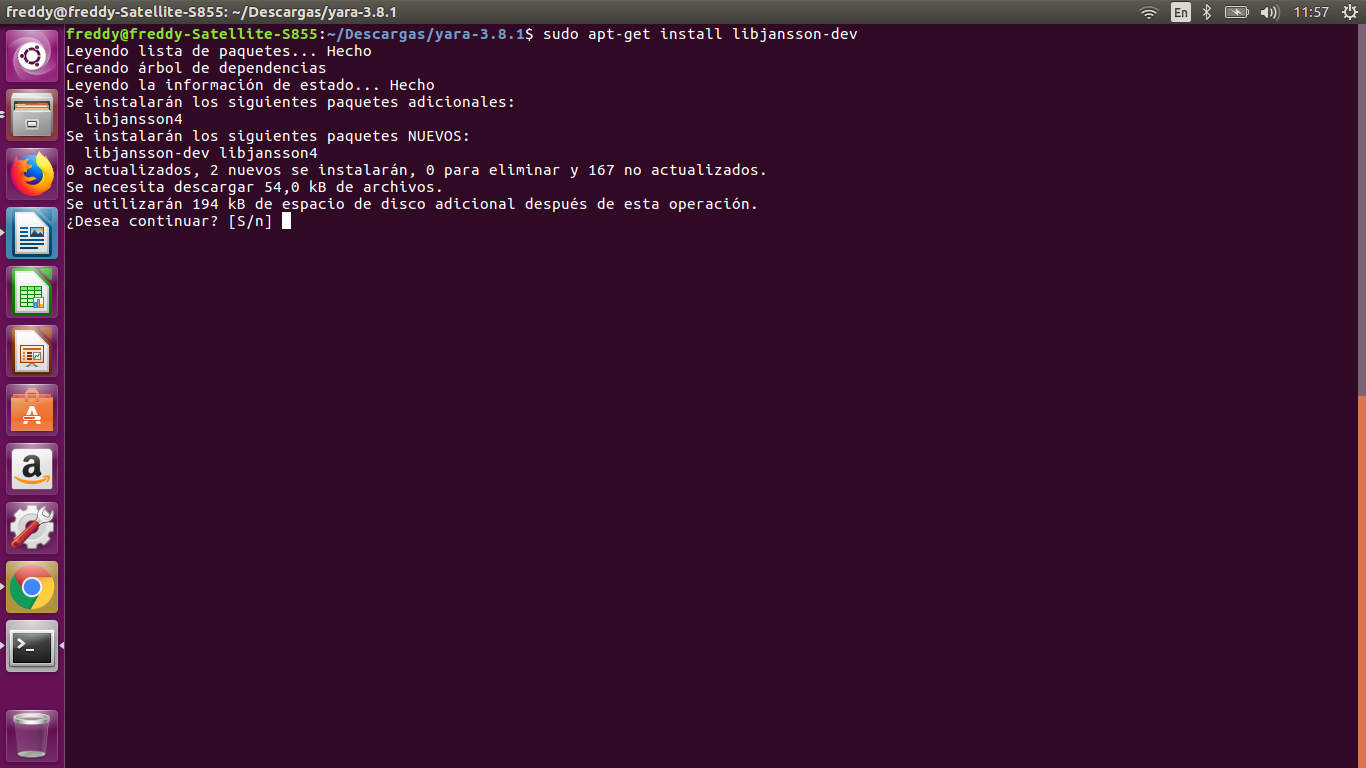 freddy@freddy-Satellite-S855: ~/Descargas/yara-3.8.1
En
11:57
freddy@freddy-Satellite-S855:~/Descargas/yara-3.8.1$ sudo apt-get install libjansson-dev
Leyendo lista de paquetes... Hecho
Creando árbol de dependencias
Leyendo la información de estado... Hecho
Se instalarán los siguientes paquetes adicionales:
  libjansson4
Se instalarán los siguientes paquetes NUEVOS:
  libjansson-dev libjansson4
0 actualizados, 2 nuevos se instalarán, 0 para eliminar y 167 no actualizados.
Se necesita descargar 54,0 kB de archivos.
Se utilizarán 194 kB de espacio de disco adicional después de esta operación.
¿Desea continuar? [S/n]